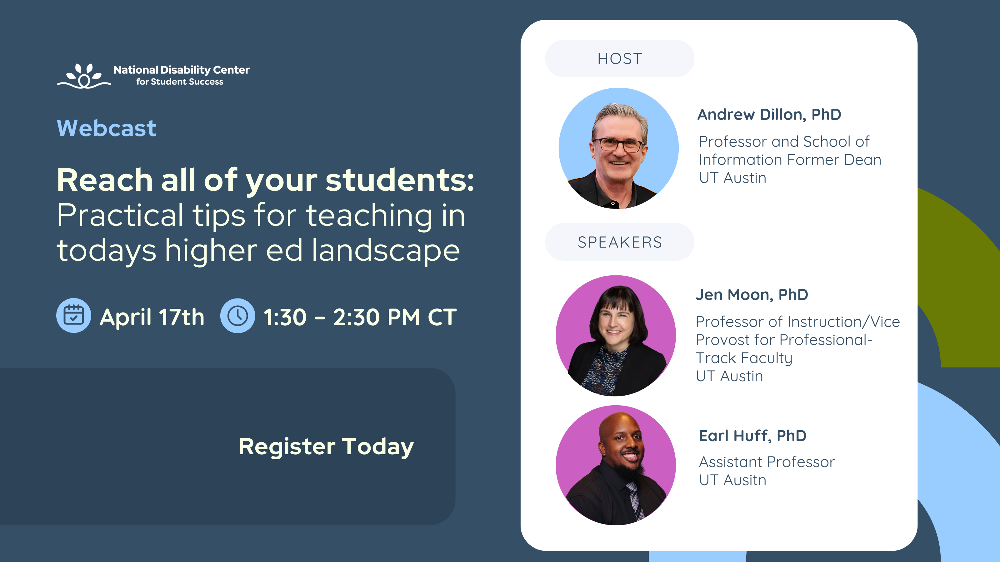 National Disability Center
for Student Success
Webcast
Reach all of your students:
Practical tips for teaching in
todays higher ed landscape
April 17th
1:30 – 2:30 PM CT
Register Today
HOST
Andrew Dillon, PhD
Professor and School of
Information Former Dean
UT Austin
SPEAKERS
Jen Moon, PhD
Professor of Instruction/Vice
Provost for Professional-
Track Faculty
UT Austin
Earl Huff, PhD
Assistant Professor
UT Ausitn